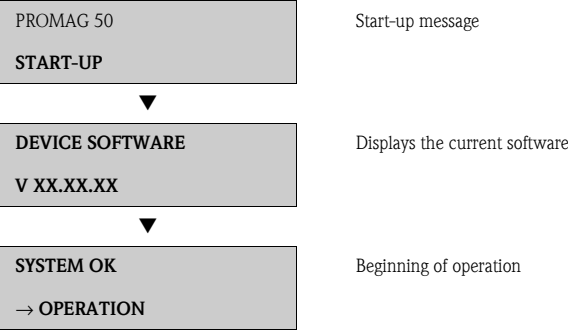 PROMAG 50
Start-up message
START-UP
▼
DEVICE SOFTWARE
Displays the current software
V XX.XX.XX
▼
SYSTEM OK
Beginning of operation
→ OPERATION